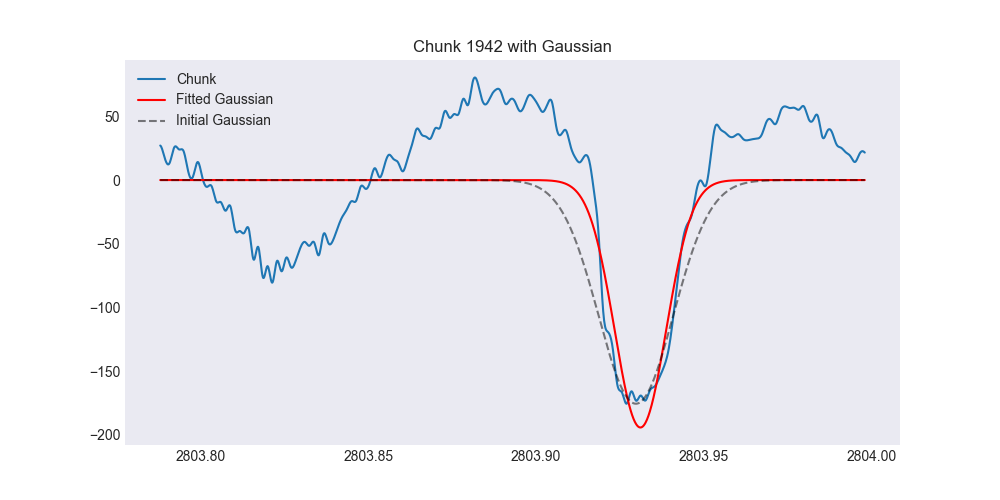 Chunk 1942 with Gaussian
Chunk
Fitted Gaussian
Initial Gaussian
50
0
−50
−100
−150
−200
2803.80 2803.85 2803.90 2803.95 2804.00